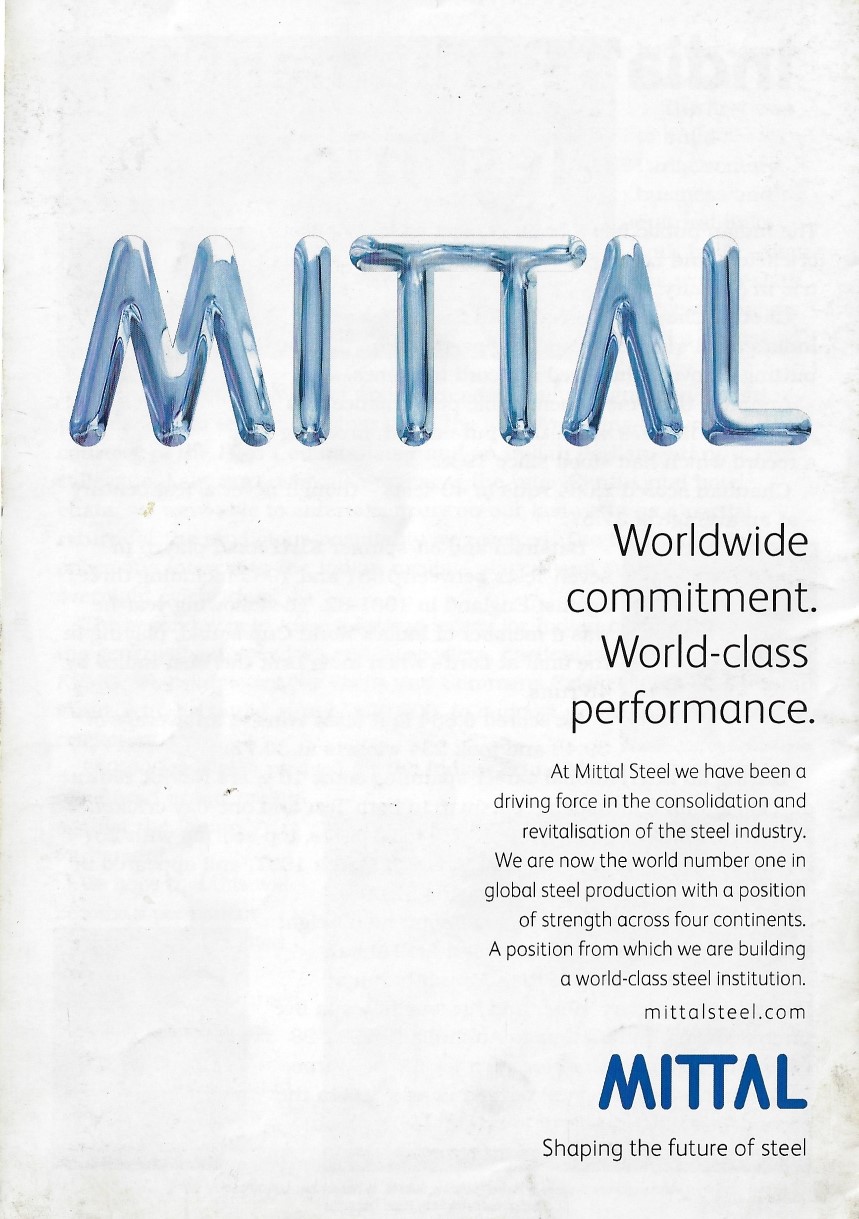 MITTAL
Worldwide
commitment.
World-class
performance.
At Mittal Steel we have been a
driving force in the consolidation and
revitalisation of the steel industry.
We are now the world number one in
global steel production with a position
of strength across four continents.
A position from which we are building
a world-class steel institution.
mittalsteel.com
MITTAL
Shaping the future of steel